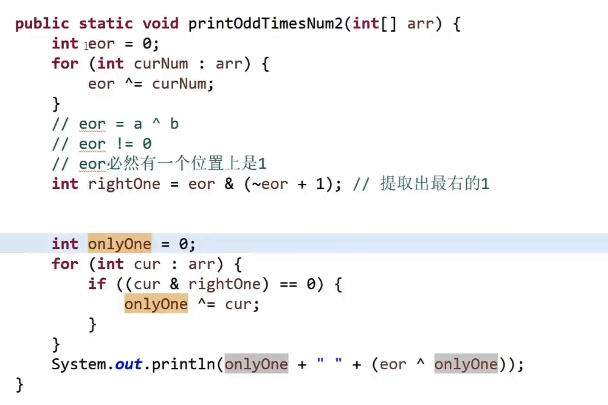 public static void printOddTimesNum2(int[] arr) {
int eor = 0;
for (int curNum : arr) {
eor ^= curNum;
}
// eor = a ^ b
// eor != 0
// eor必然有一个位置上是1
int rightOne = eor & (~eor + 1); // 提取出最右的1
int onlyOne = 0;
for (int cur : arr) {
if ((cur & rightOne) == 0) {
onlyOne ^= cur;
}
}
System.out.println(onlyOne + " " + (eor ^ onlyOne));
}